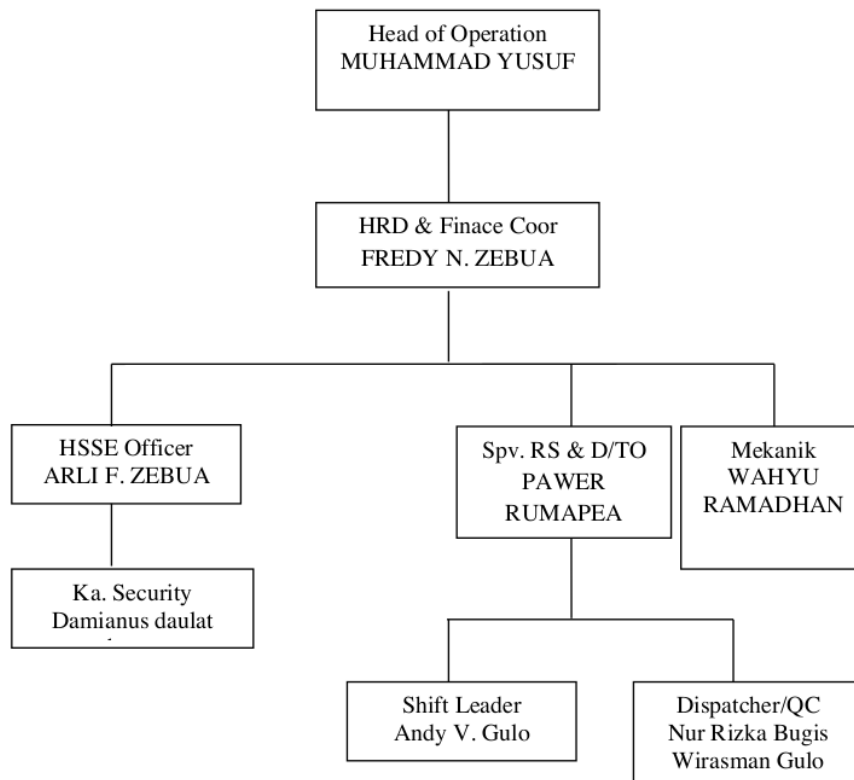 Head of Operation
MUHAMMAD YUSUF
HRD & Finace Coor
FREDY N. ZEBUA
HSSE Officer
ARLI F. ZEBUA
Spv. RS & D/TO
PAWER
RUMAPEA
Mekanik
WAHYU
RAMADHAN
Ka. Security
Damianus daulat
Shift Leader
Andy V. Gulo
Dispatcher/QC
Nur Rizka Bugis
Wirasman Gulo